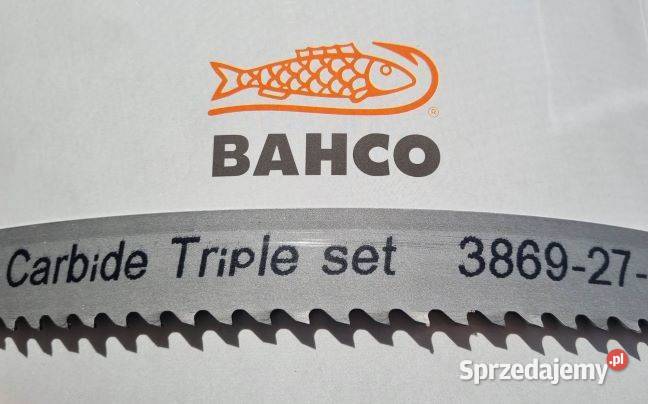 ®
BAHCO
Carbide Triple set 3869-27-
Sprzedajemy.pl